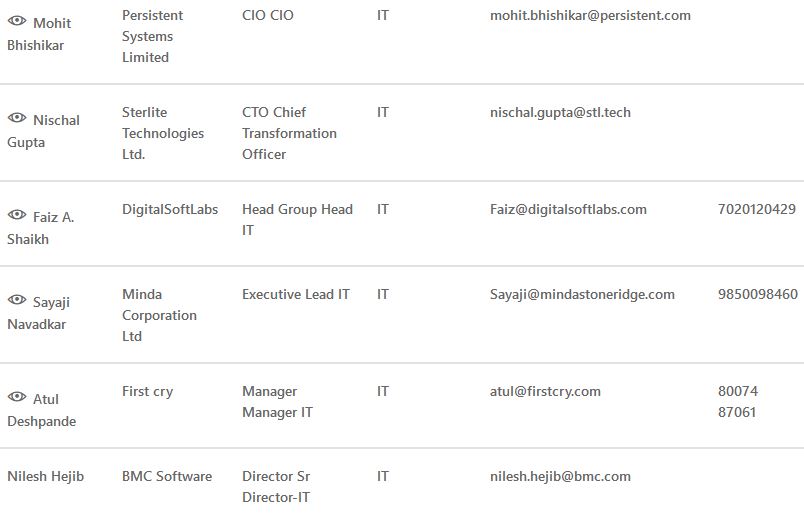 Mohit Bhishikar Persistent Systems Limited CIO CIO IT mohit.bhishikar@persistent.com
Nischal Gupta Sterlite Technologies Ltd. CTO Chief Transformation Officer IT nischal.gupta@stl.tech
Faiz A. Shaikh DigitalSoftLabs Head Group Head IT IT Faiz@digitalsoftlabs.com 7020120429
Sayaji Navadkar Minda Corporation Ltd Executive Lead IT IT Sayaji@mindastoneridge.com 9850098460
Atul Deshpande First cry Manager Manager IT IT atul@firstcry.com 80074 87061
Nilesh Hejib BMC Software Director Sr Director-IT IT nilesh.hejib@bmc.com